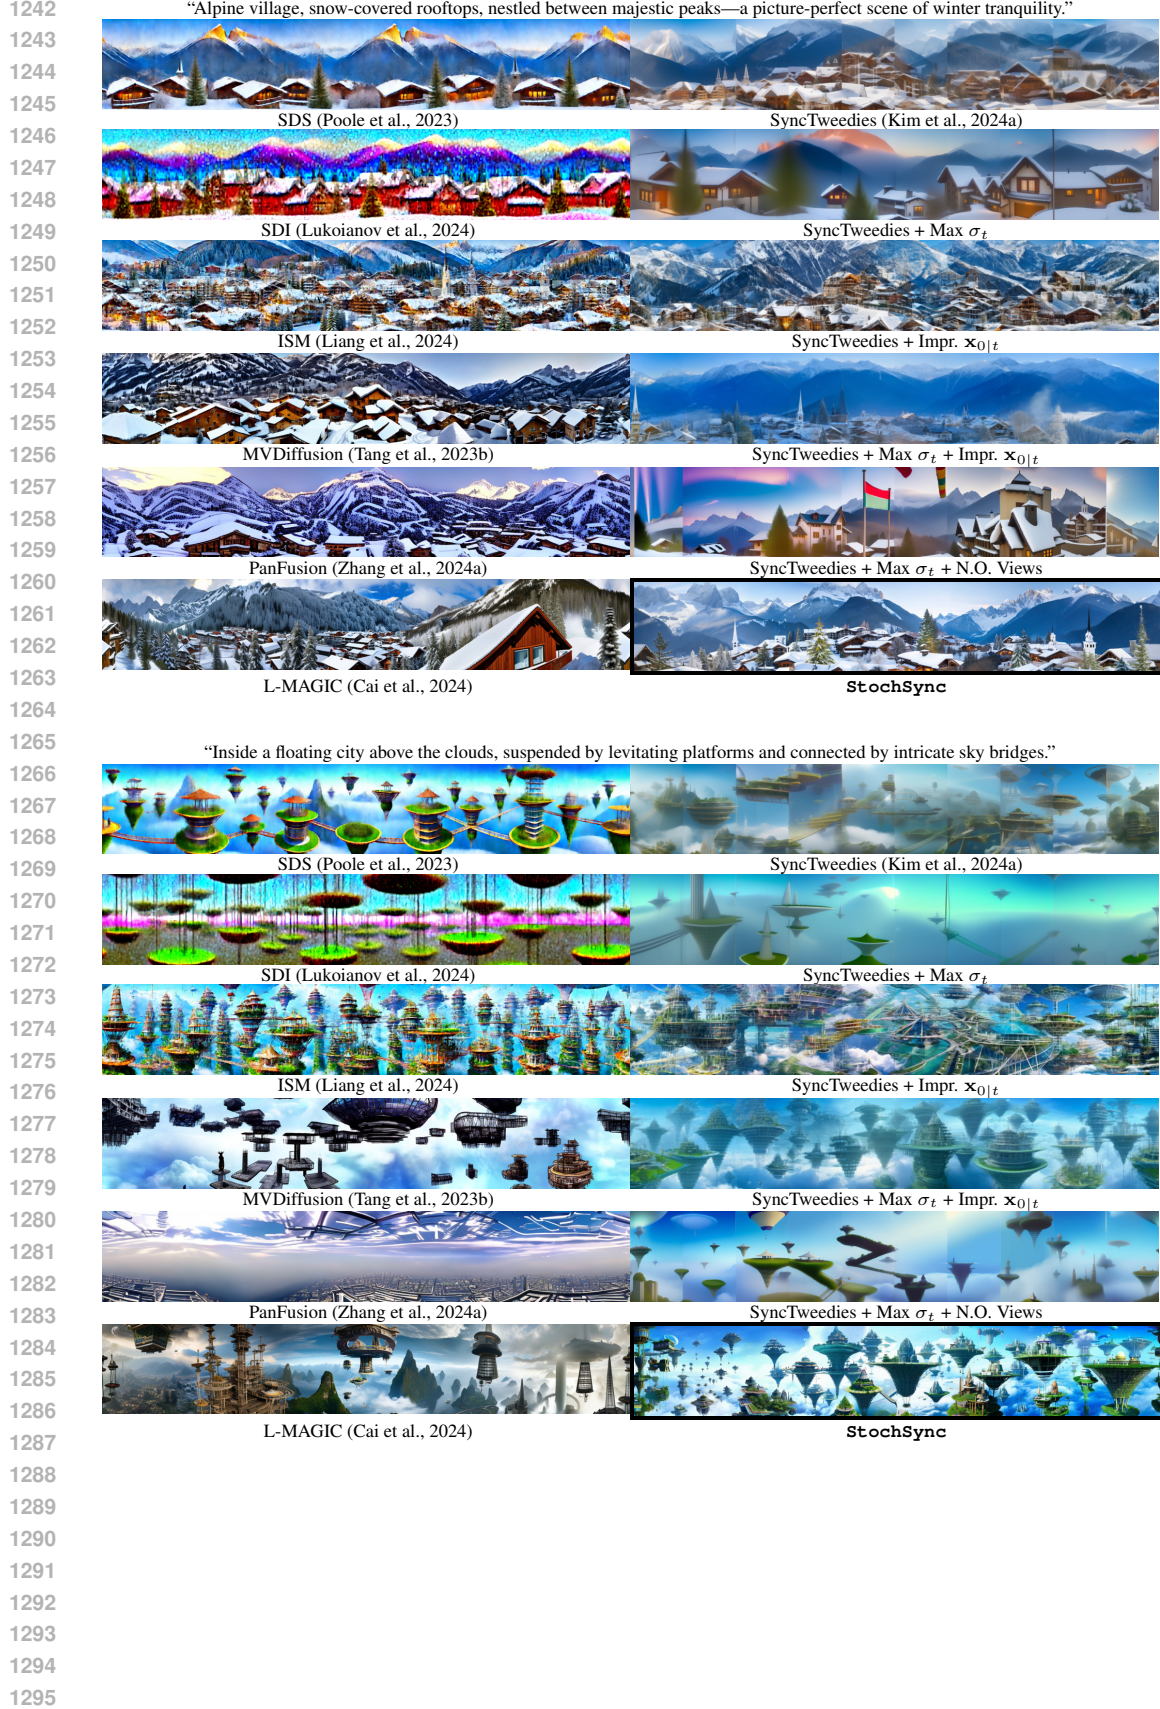 1242
“Alpine village, snow-covered rooftops, nestled between majestic peaks—a picture-perfect scene of winter tranquility.”
1243
1244
1245
SDS (Poole et al., 2023)
SyncTweedies (Kim et al., 2024a)
1246
1247
1248
1249
SDI (Lukoianov et al., 2024)
SyncTweedies + Max σₜ
1250
1251
1252
ISM (Liang et al., 2024)
SyncTweedies + Impr. x₀|ₜ
1253
1254
1255
1256
MVDiffusion (Tang et al., 2023b)
SyncTweedies + Max σₜ + Impr. x₀|ₜ
1257
1258
1259
PanFusion (Zhang et al., 2024a)
SyncTweedies + Max σₜ + N.O. Views
1260
1261
1262
1263
L-MAGIC (Cai et al., 2024)
StochSync
1264
1265
“Inside a floating city above the clouds, suspended by levitating platforms and connected by intricate sky bridges.”
1266
1267
1268
1269
SDS (Poole et al., 2023)
SyncTweedies (Kim et al., 2024a)
1270
1271
1272
SDI (Lukoianov et al., 2024)
SyncTweedies + Max σₜ
1273
1274
1275
ISM (Liang et al., 2024)
SyncTweedies + Impr. x₀|ₜ
1276
1277
1278
1279
MVDiffusion (Tang et al., 2023b)
SyncTweedies + Max σₜ + Impr. x₀|ₜ
1280
1281
1282
1283
PanFusion (Zhang et al., 2024a)
SyncTweedies + Max σₜ + N.O. Views
1284
1285
1286
1287
L-MAGIC (Cai et al., 2024)
StochSync
1288
1289
1290
1291
1292
1293
1294
1295